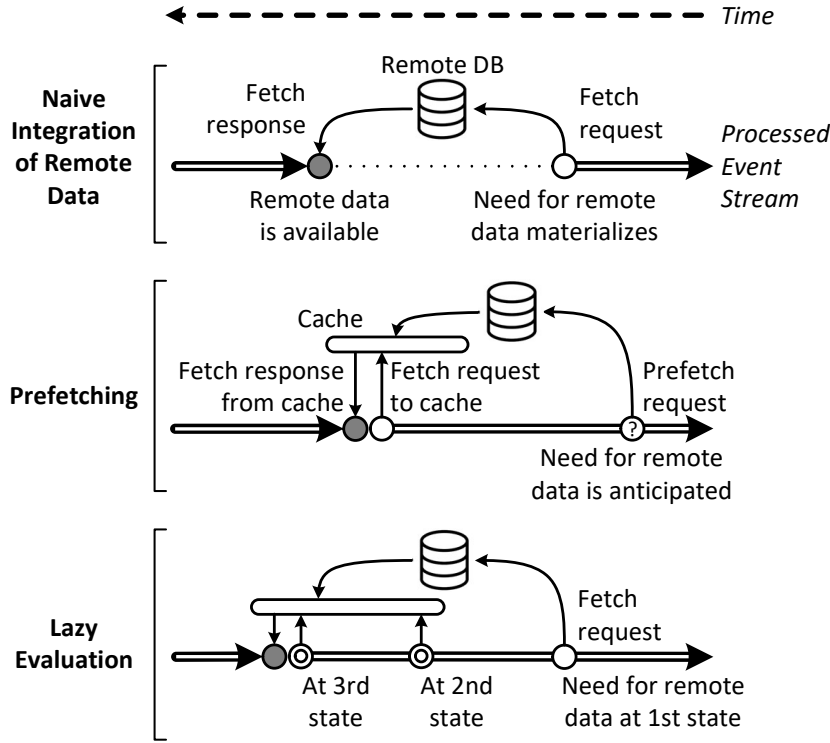 Time
Naive
Integration
of Remote
Data
Remote DB
Fetch
response
Fetch
request
Processed
Event
Stream
Remote data
is available
Need for remote
data materializes
Prefetching
Cache
Fetch response
from cache
Fetch request
to cache
Prefetch
request
?
Need for remote
data is anticipated
Lazy
Evaluation
Fetch
request
At 3rd
state
At 2nd
state
Need for remote
data at 1st state